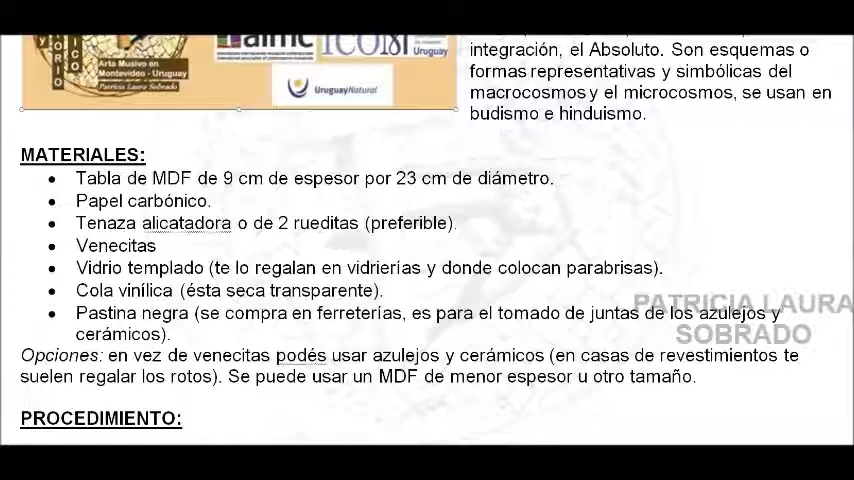 Arte Musivo en
Montevideo - Uruguay
Patricia Laura Sobrado
aimc
Uruguay
UruguayNatural
integración, el Absoluto. Son esquemas o
formas representativas y simbólicas del
macrocosmos y el microcosmos, se usan en
budismo e hinduismo.
MATERIALES:
• Tabla de MDF de 9 cm de espesor por 23 cm de diámetro.
• Papel carbónico.
• Tenaza alicatadora o de 2 rueditas (preferible).
• Venecitas
• Vidrio templado (te lo regalan en vidrierías y donde colocan parabrisas).
• Cola vinílica (ésta seca transparente).
• Pastina negra (se compra en ferreterías, es para el tomado de juntas de los azulejos y
cerámicos).
PATRICIA LAURA
SOBRADO
Opciones: en vez de venecitas podés usar azulejos y cerámicos (en casas de revestimientos te
suelen regalar los rotos). Se puede usar un MDF de menor espesor u otro tamaño.
PROCEDIMIENTO: